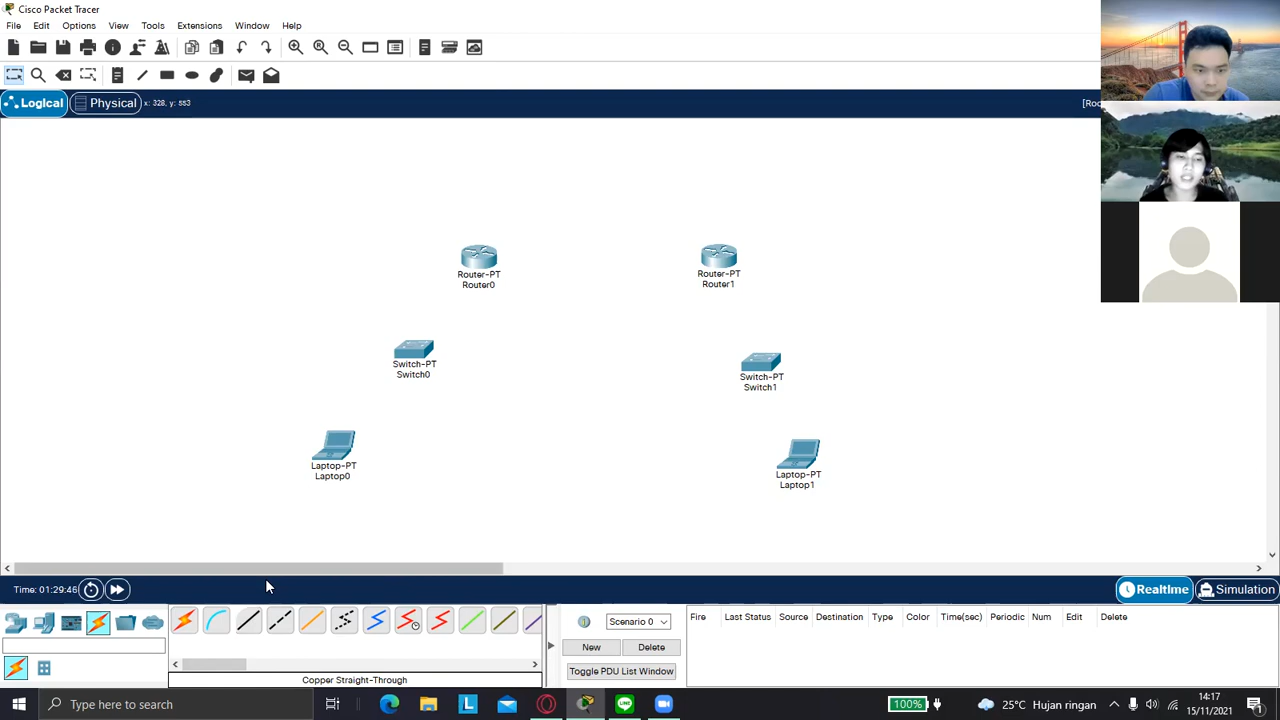 Cisco Packet Tracer
File Edit Options View Tools Extensions Window Help
Logical Physical x: 328, y: 553
Router-PT
Router0
Router-PT
Router1
Switch-PT
Switch0
Switch-PT
Switch1
Laptop-PT
Laptop0
Laptop-PT
Laptop1
Time: 01:29:46
Realtime Simulation
Scenario 0
Fire Last Status Source Destination Type Color Time(sec) Periodic Num Edit Delete
New Delete
Toggle PDU List Window
Copper Straight-Through
Type here to search
L
100%
25°C Hujan ringan
14:17
15/11/2021